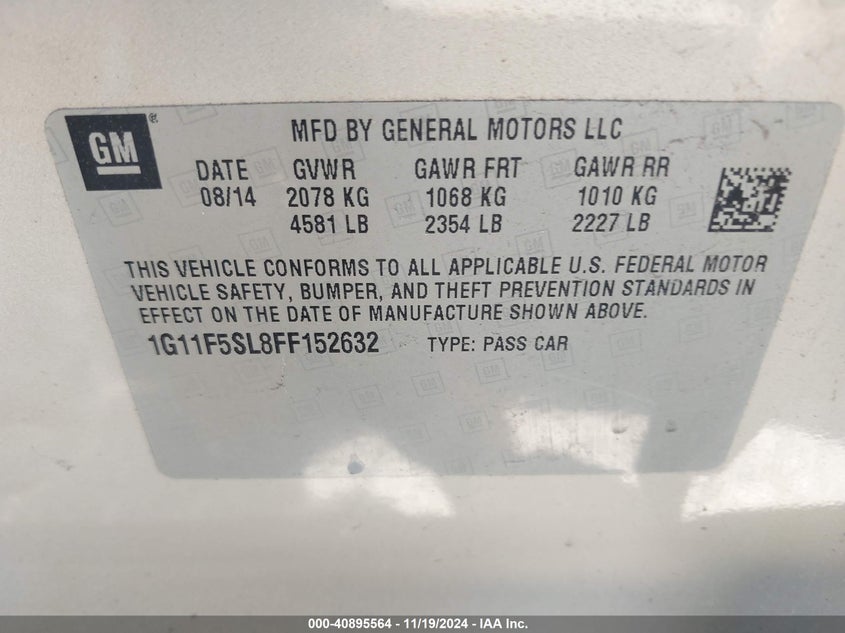 GM®
MFD BY GENERAL MOTORS LLC
DATE GVWR GAWR FRT GAWR RR
08/14 2078 KG 1068 KG 1010 KG
4581 LB 2354 LB 2227 LB
THIS VEHICLE CONFORMS TO ALL APPLICABLE U.S. FEDERAL MOTOR
VEHICLE SAFETY, BUMPER, AND THEFT PREVENTION STANDARDS IN
EFFECT ON THE DATE OF MANUFACTURE SHOWN ABOVE.
1G11F5SL8FF152632 TYPE: PASS CAR
000-40895564 - 11/19/2024 - IAA Inc.